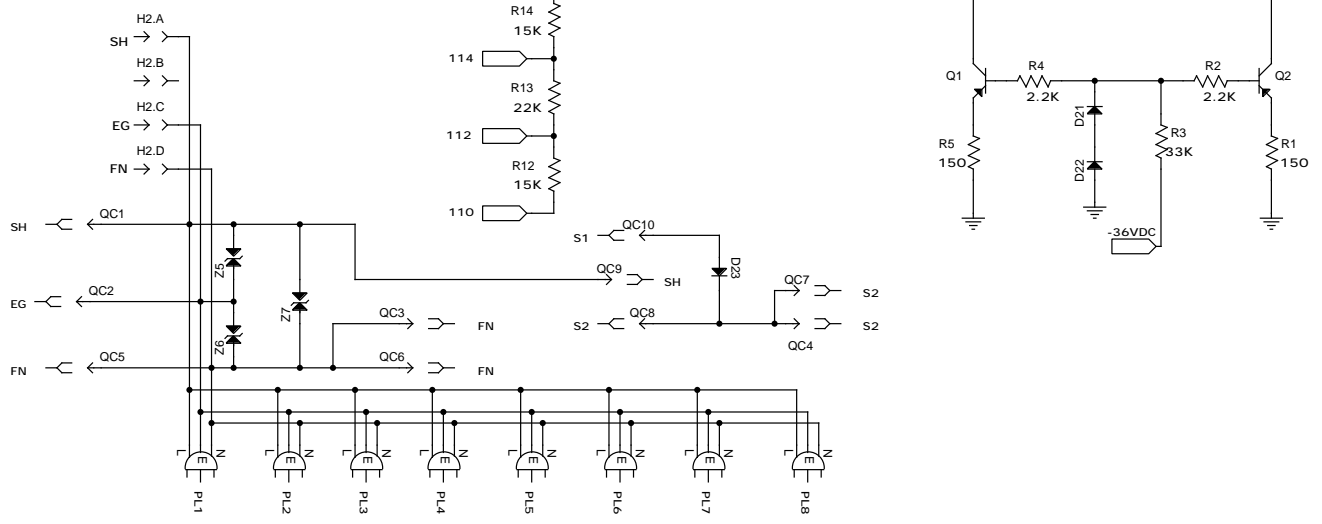 H2.A
SH
H2.B
H2.C
EG
H2.D
FN
R14
15K
114
R13
22K
112
R12
15K
110
Q1
R4
2.2K
R2
2.2K
Q2
D21
D22
R3
33K
R5
150
R1
150
-36VDC
SH
QC1
EG
QC2
FN
QC5
Z5
Z6
Z7
QC3
FN
QC6
FN
S1
QC10
QC9
SH
D23
S2
QC8
QC7
S2
QC4
S2
L
E
N
PL1
L
E
N
PL2
L
E
N
PL3
L
E
N
PL4
L
E
N
PL5
L
E
N
PL6
L
E
N
PL7
L
E
N
PL8